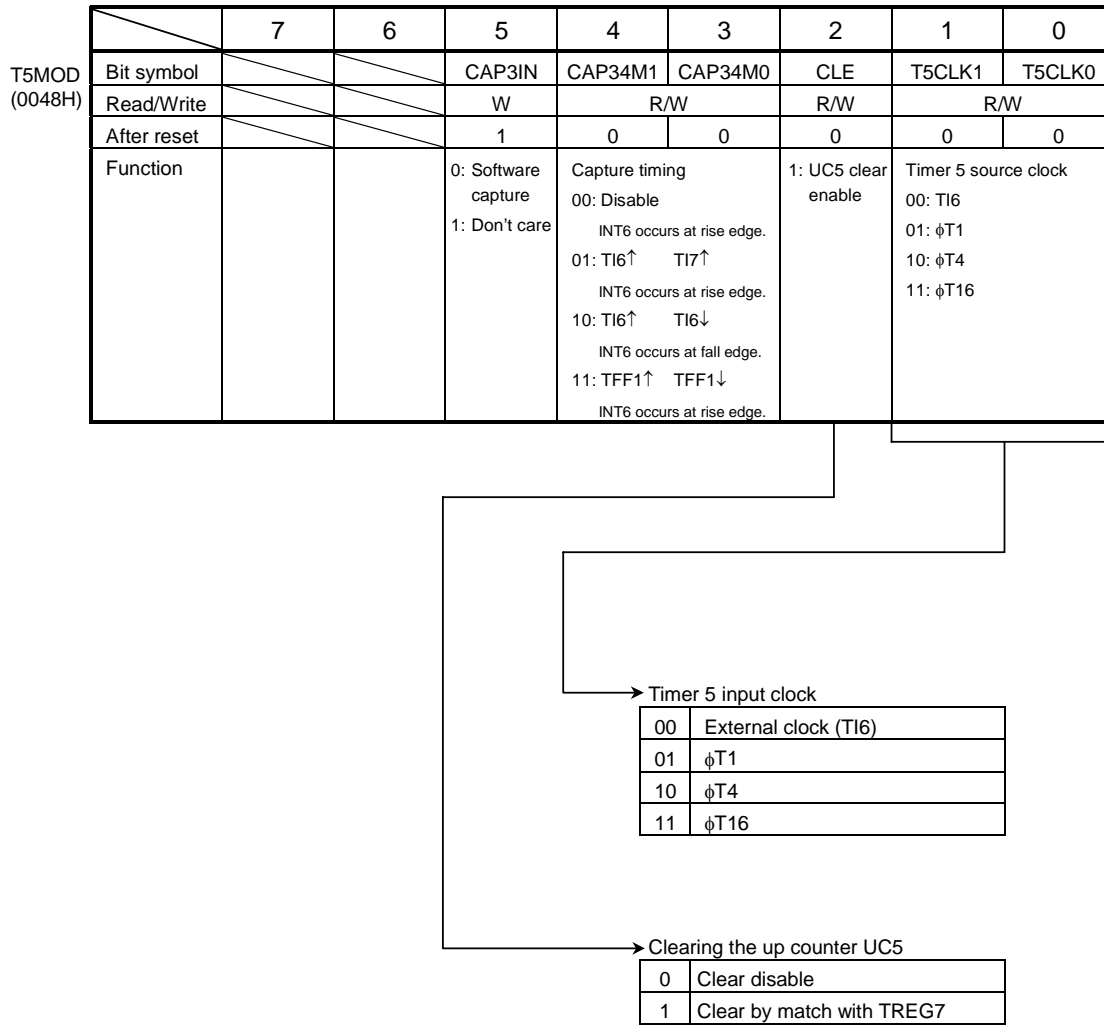 7 6 5 4 3 2 1 0
T5MOD
(0048H)
Bit symbol CAP3IN CAP34M1 CAP34M0 CLE T5CLK1 T5CLK0
Read/Write W R/W R/W R/W
After reset 1 0 0 0 0 0
Function
0: Software
capture
1: Don't care
Capture timing
00: Disable
INT6 occurs at rise edge.
01: TI6↑ TI7↑
INT6 occurs at rise edge.
10: TI6↑ TI6↓
INT6 occurs at fall edge.
11: TFF1↑ TFF1↓
INT6 occurs at rise edge.
1: UC5 clear
enable
Timer 5 source clock
00: TI6
01: ϕT1
10: ϕT4
11: ϕT16
Timer 5 input clock
00 External clock (TI6)
01 ϕT1
10 ϕT4
11 ϕT16
Clearing the up counter UC5
0 Clear disable
1 Clear by match with TREG7